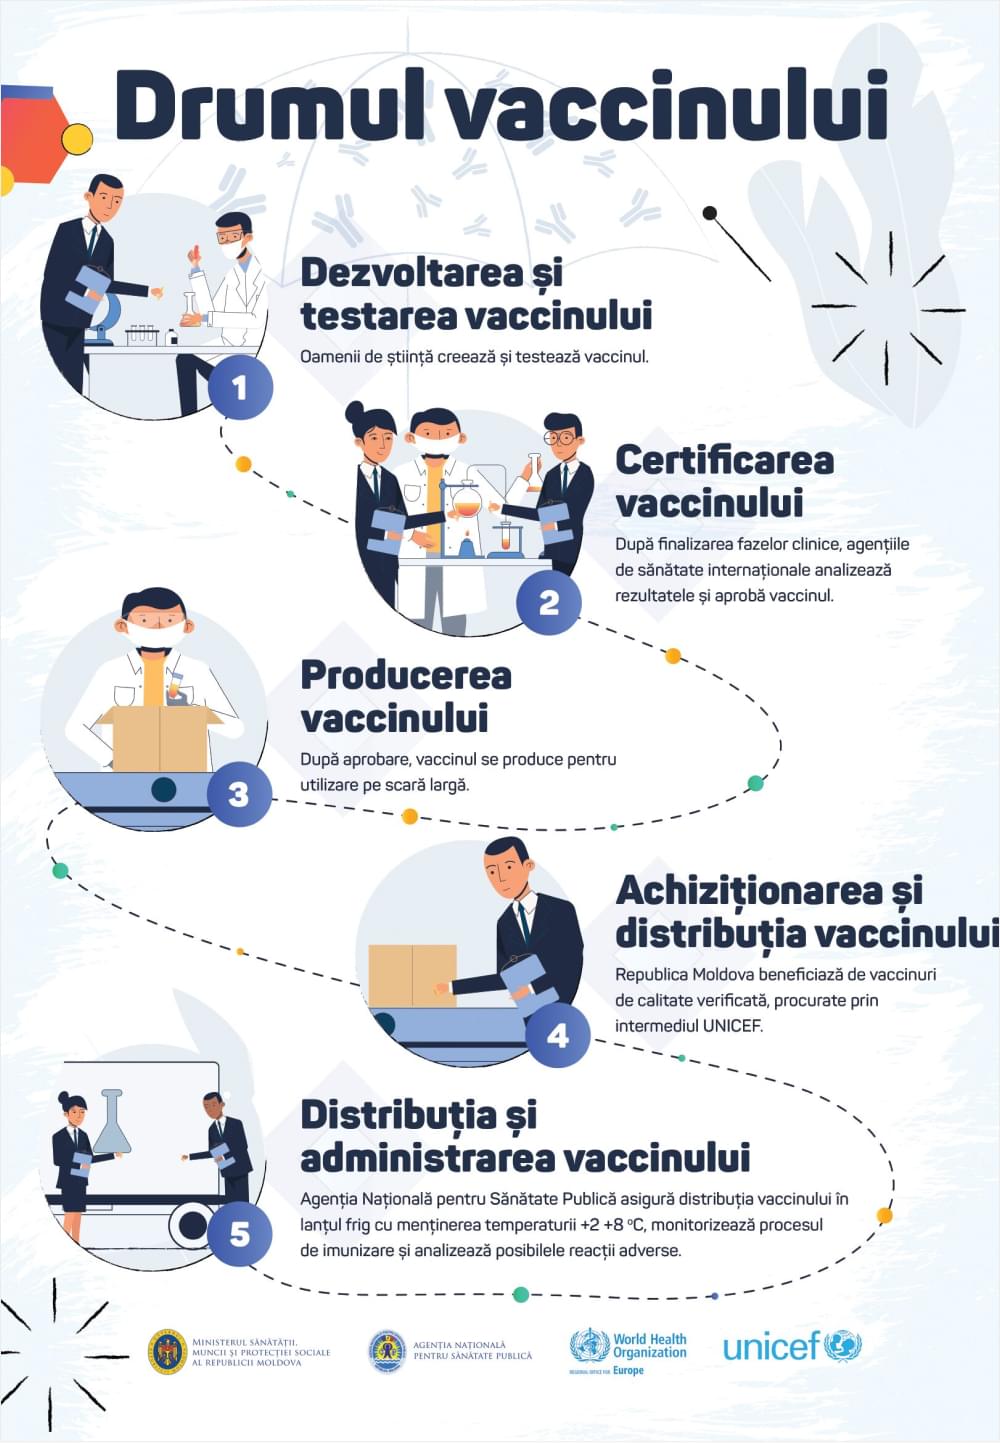 Drumul vaccinului
Dezvoltarea și
testarea vaccinului
Oamenii de știință creează și testează vaccinul.
1
Certificarea
vaccinului
După finalizarea fazelor clinice, agențiile
de sănătate internaționale analizează
rezultatele și aprobă vaccinul.
2
Producerea
vaccinului
După aprobare, vaccinul se produce pentru
utilizare pe scară largă.
3
Achiziționarea și
distribuția vaccinului
Republica Moldova beneficiază de vaccinuri
de calitate verificată, procurate prin
intermediul UNICEF.
4
Distribuția și
administrarea vaccinului
Agenția Națională pentru Sănătate Publică asigură distribuția vaccinului în
lanțul frig cu menținerea temperaturii +2 +8 °C, monitorizează procesul
de imunizare și analizează posibilele reacții adverse.
5
MINISTERUL SĂNĂTĂȚII,
MUNCII ȘI PROTECȚIEI SOCIALE
AL REPUBLICII MOLDOVA
AGENȚIA NAȚIONALĂ
PENTRU SĂNĂTATE PUBLICĂ
World Health
Organization
REGIONAL OFFICE FOR Europe
unicef